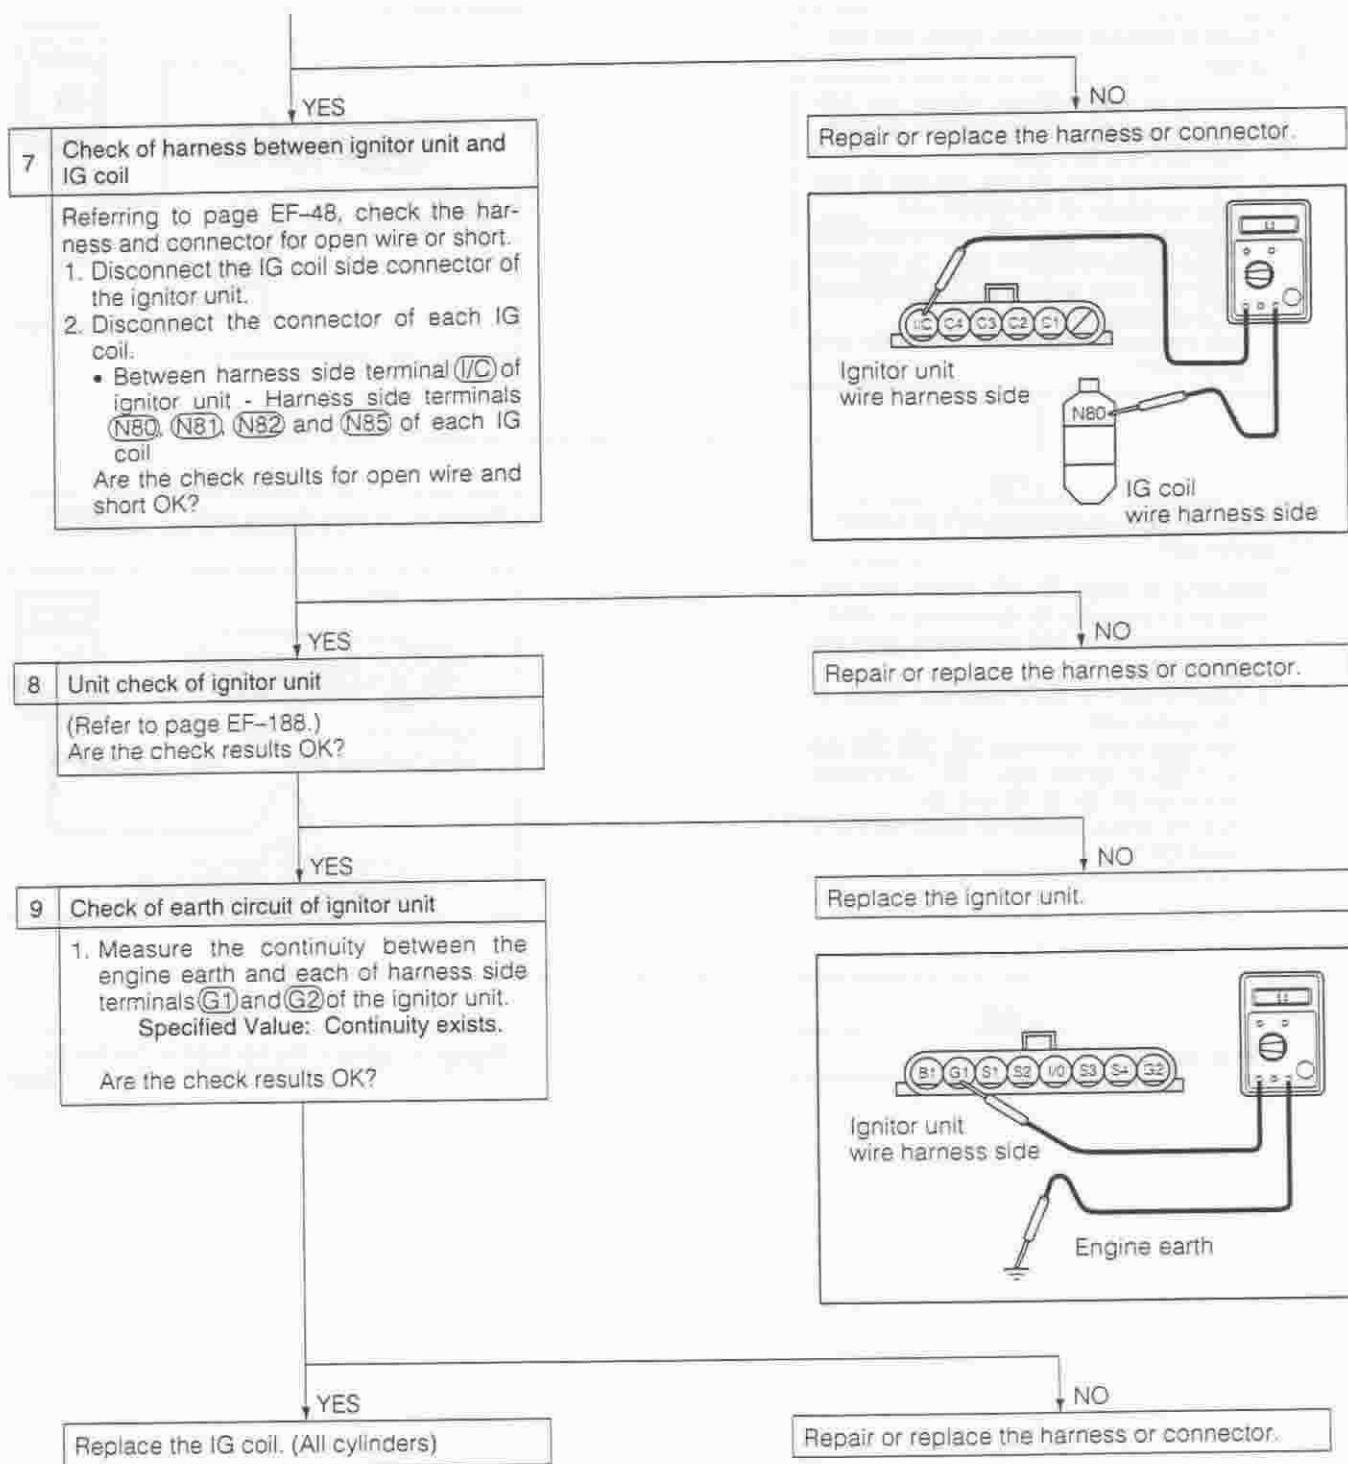 YES
NO
7
Check of harness between ignitor unit and
IG coil
Repair or replace the harness or connector.
Referring to page EF–48, check the har-
ness and connector for open wire or short.
1. Disconnect the IG coil side connector of
the ignitor unit.
2. Disconnect the connector of each IG
coil.
• Between harness side terminal I/C of
ignitor unit - Harness side terminals
N80, N81, N82 and N85 of each IG
coil
Are the check results for open wire and
short OK?
Ω
I/C C4 C3 C2 C1
Ignitor unit
wire harness side
N80
IG coil
wire harness side
YES
NO
8
Unit check of ignitor unit
Repair or replace the harness or connector.
(Refer to page EF–188.)
Are the check results OK?
YES
NO
9
Check of earth circuit of ignitor unit
Replace the ignitor unit.
1. Measure the continuity between the
engine earth and each of harness side
terminals G1 and G2 of the ignitor unit.
Specified Value: Continuity exists.
Are the check results OK?
Ω
B1 G1 S1 S2 I/0 S3 S4 G2
Ignitor unit
wire harness side
Engine earth
YES
NO
Replace the IG coil. (All cylinders)
Repair or replace the harness or connector.